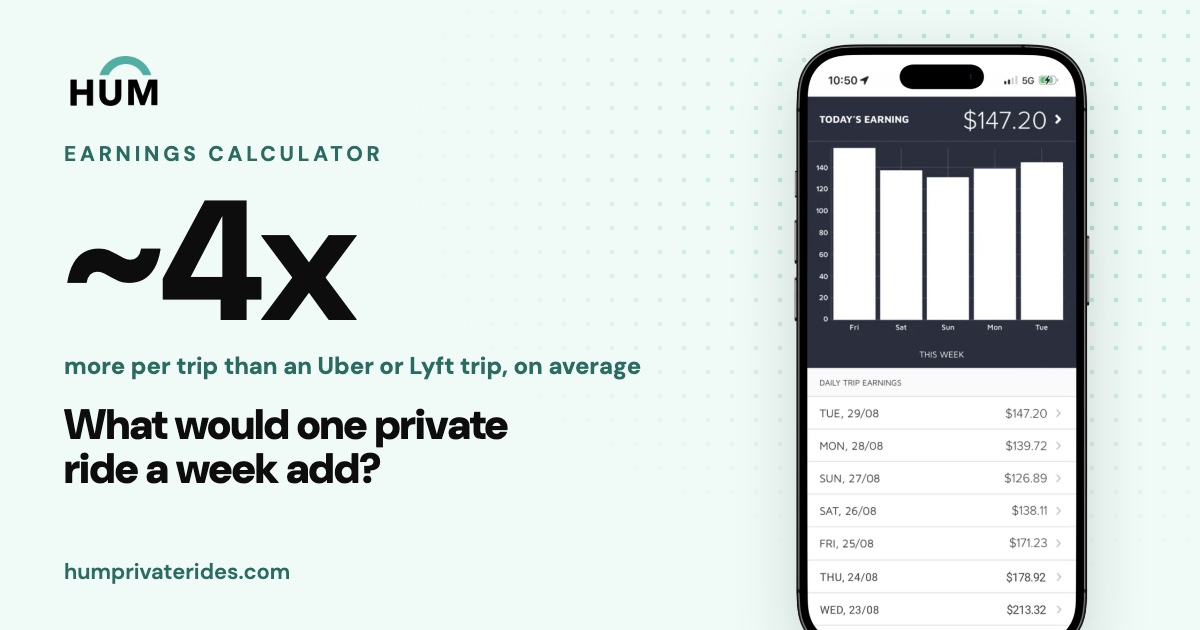 HUM
EARNINGS CALCULATOR
~4x
more per trip than an Uber or Lyft trip, on average
What would one private
ride a week add?
humprivaterides.com
10:50
5G
TODAY'S EARNING
$147.20
140
120
100
80
60
40
20
0
Fri
Sat
Sun
Mon
Tue
THIS WEEK
DAILY TRIP EARNINGS
TUE, 29/08 $147.20
MON, 28/08 $139.72
SUN, 27/08 $126.89
SAT, 26/08 $138.11
FRI, 25/08 $171.23
THU, 24/08 $178.92
WED, 23/08 $213.32